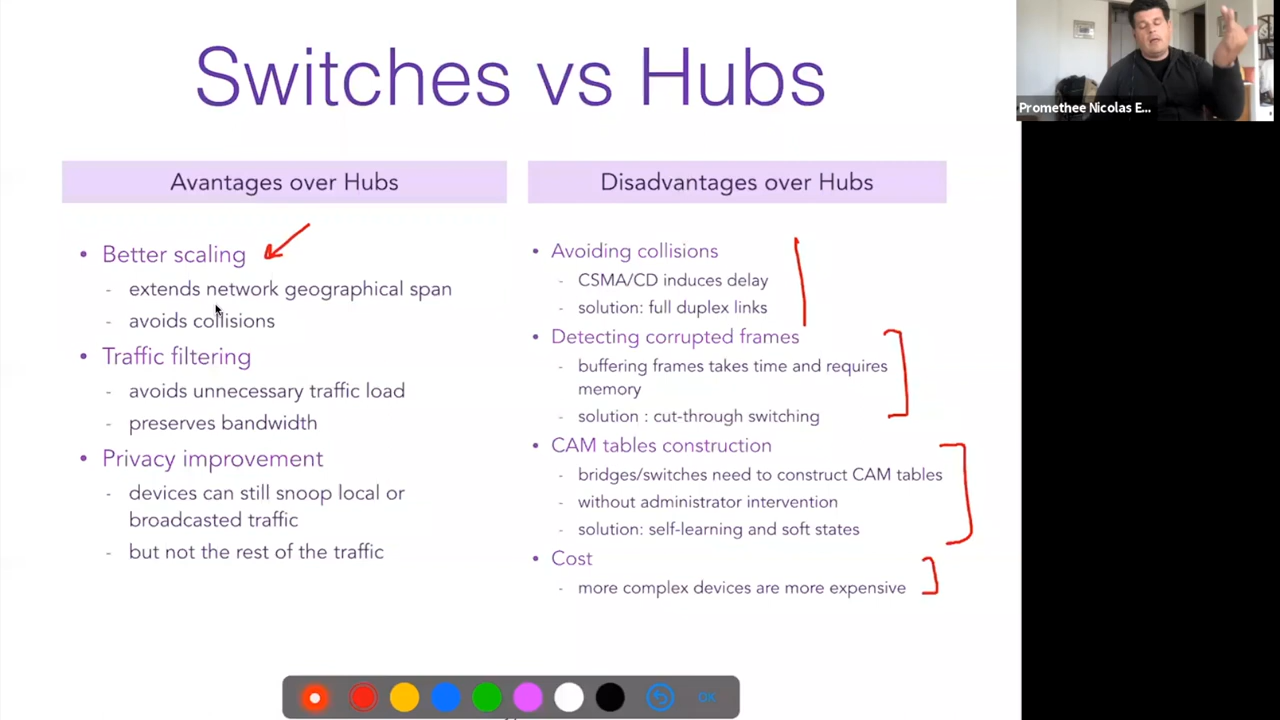 Switches vs Hubs
Promethee Nicolas E...
Avantages over Hubs
• Better scaling
- extends network geographical span
- avoids collisions
• Traffic filtering
- avoids unnecessary traffic load
- preserves bandwidth
• Privacy improvement
- devices can still snoop local or
broadcasted traffic
- but not the rest of the traffic
Disadvantages over Hubs
• Avoiding collisions
- CSMA/CD induces delay
- solution: full duplex links
• Detecting corrupted frames
- buffering frames takes time and requires
memory
- solution : cut-through switching
• CAM tables construction
- bridges/switches need to construct CAM tables
- without administrator intervention
- solution: self-learning and soft states
• Cost
- more complex devices are more expensive
OK